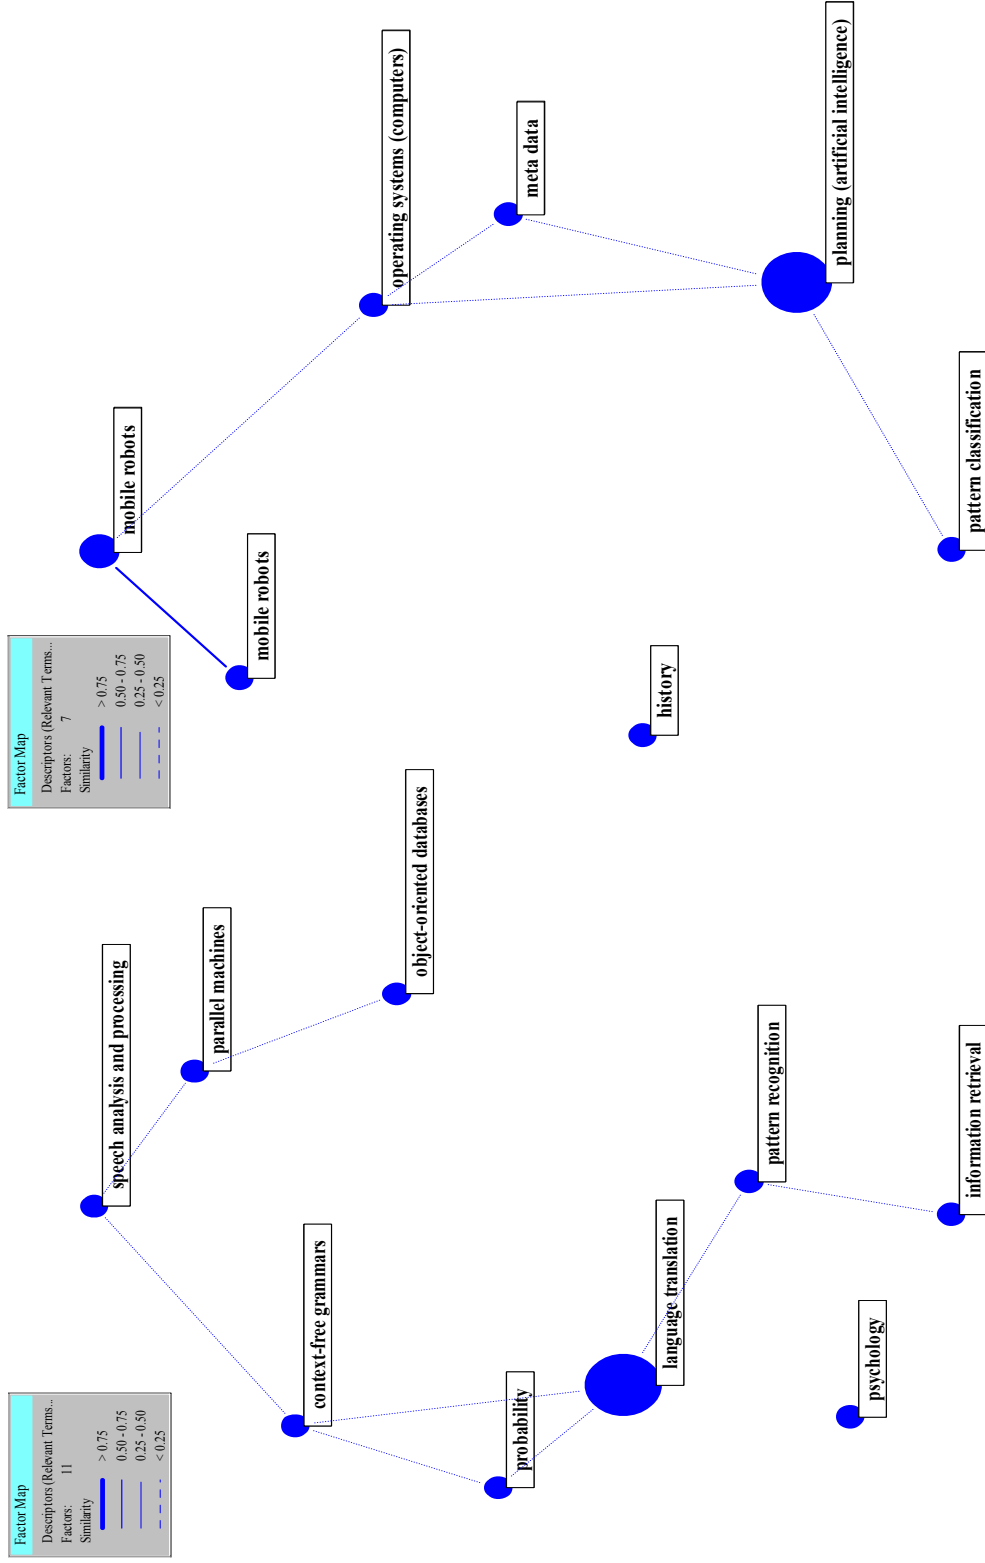 Factor Map
Descriptors (Relevant Terms...
Factors: 11
Similarity
> 0.75
0.50 - 0.75
0.25 - 0.50
< 0.25
speech analysis and processing
parallel machines
context-free grammars
object-oriented databases
probability
language translation
pattern recognition
psychology
information retrieval
Factor Map
Descriptors (Relevant Terms...
Factors: 7
Similarity
> 0.75
0.50 - 0.75
0.25 - 0.50
< 0.25
mobile robots
mobile robots
operating systems (computers)
meta data
history
planning (artificial intelligence)
pattern classification